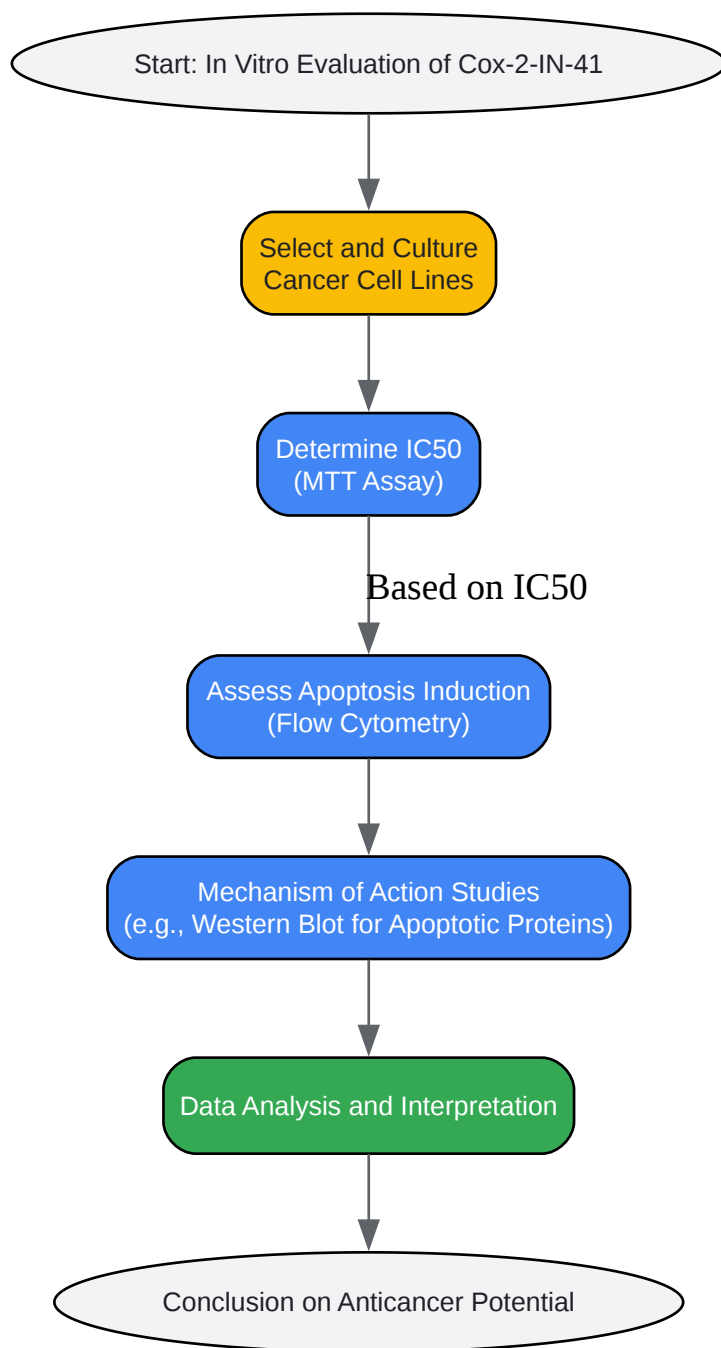 Start: In Vitro Evaluation of Cox-2-IN-41
Select and Culture
Cancer Cell Lines
Determine IC50
(MTT Assay)
Based on IC50
Assess Apoptosis Induction
(Flow Cytometry)
Mechanism of Action Studies
(e.g., Western Blot for Apoptotic Proteins)
Data Analysis and Interpretation
Conclusion on Anticancer Potential